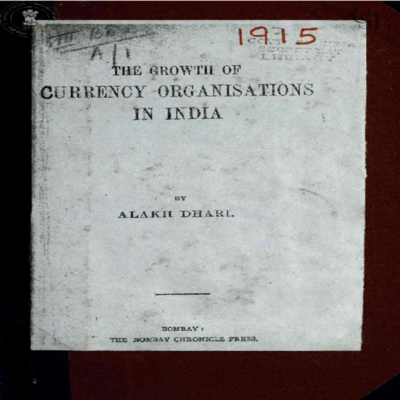 1915
A/1
THE GROWTH OF
CURRENCY ORGANISATIONS
IN INDIA
BY
ALAKH DHARI.
BOMBAY:
THE BOMBAY CHRONICLE PRESS.